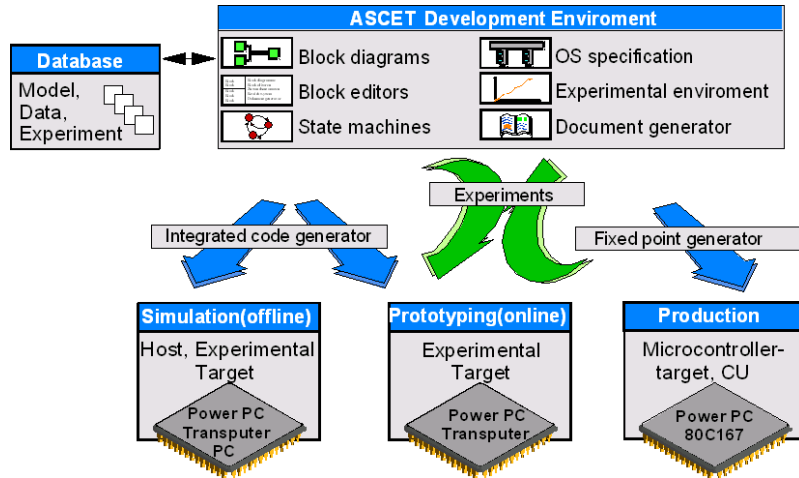 ASCET Development Enviroment
Database
Model,
Data,
Experiment
Block diagrams
OS specification
Block editors
Experimental enviroment
State machines
Document generator
Experiments
Integrated code generator
Fixed point generator
Simulation(offline)
Host, Experimental
Target
Power PC
Transputer
PC
Prototyping(online)
Experimental
Target
Power PC
Transputer
Production
Microcontroller-
target, CU
Power PC
80C167